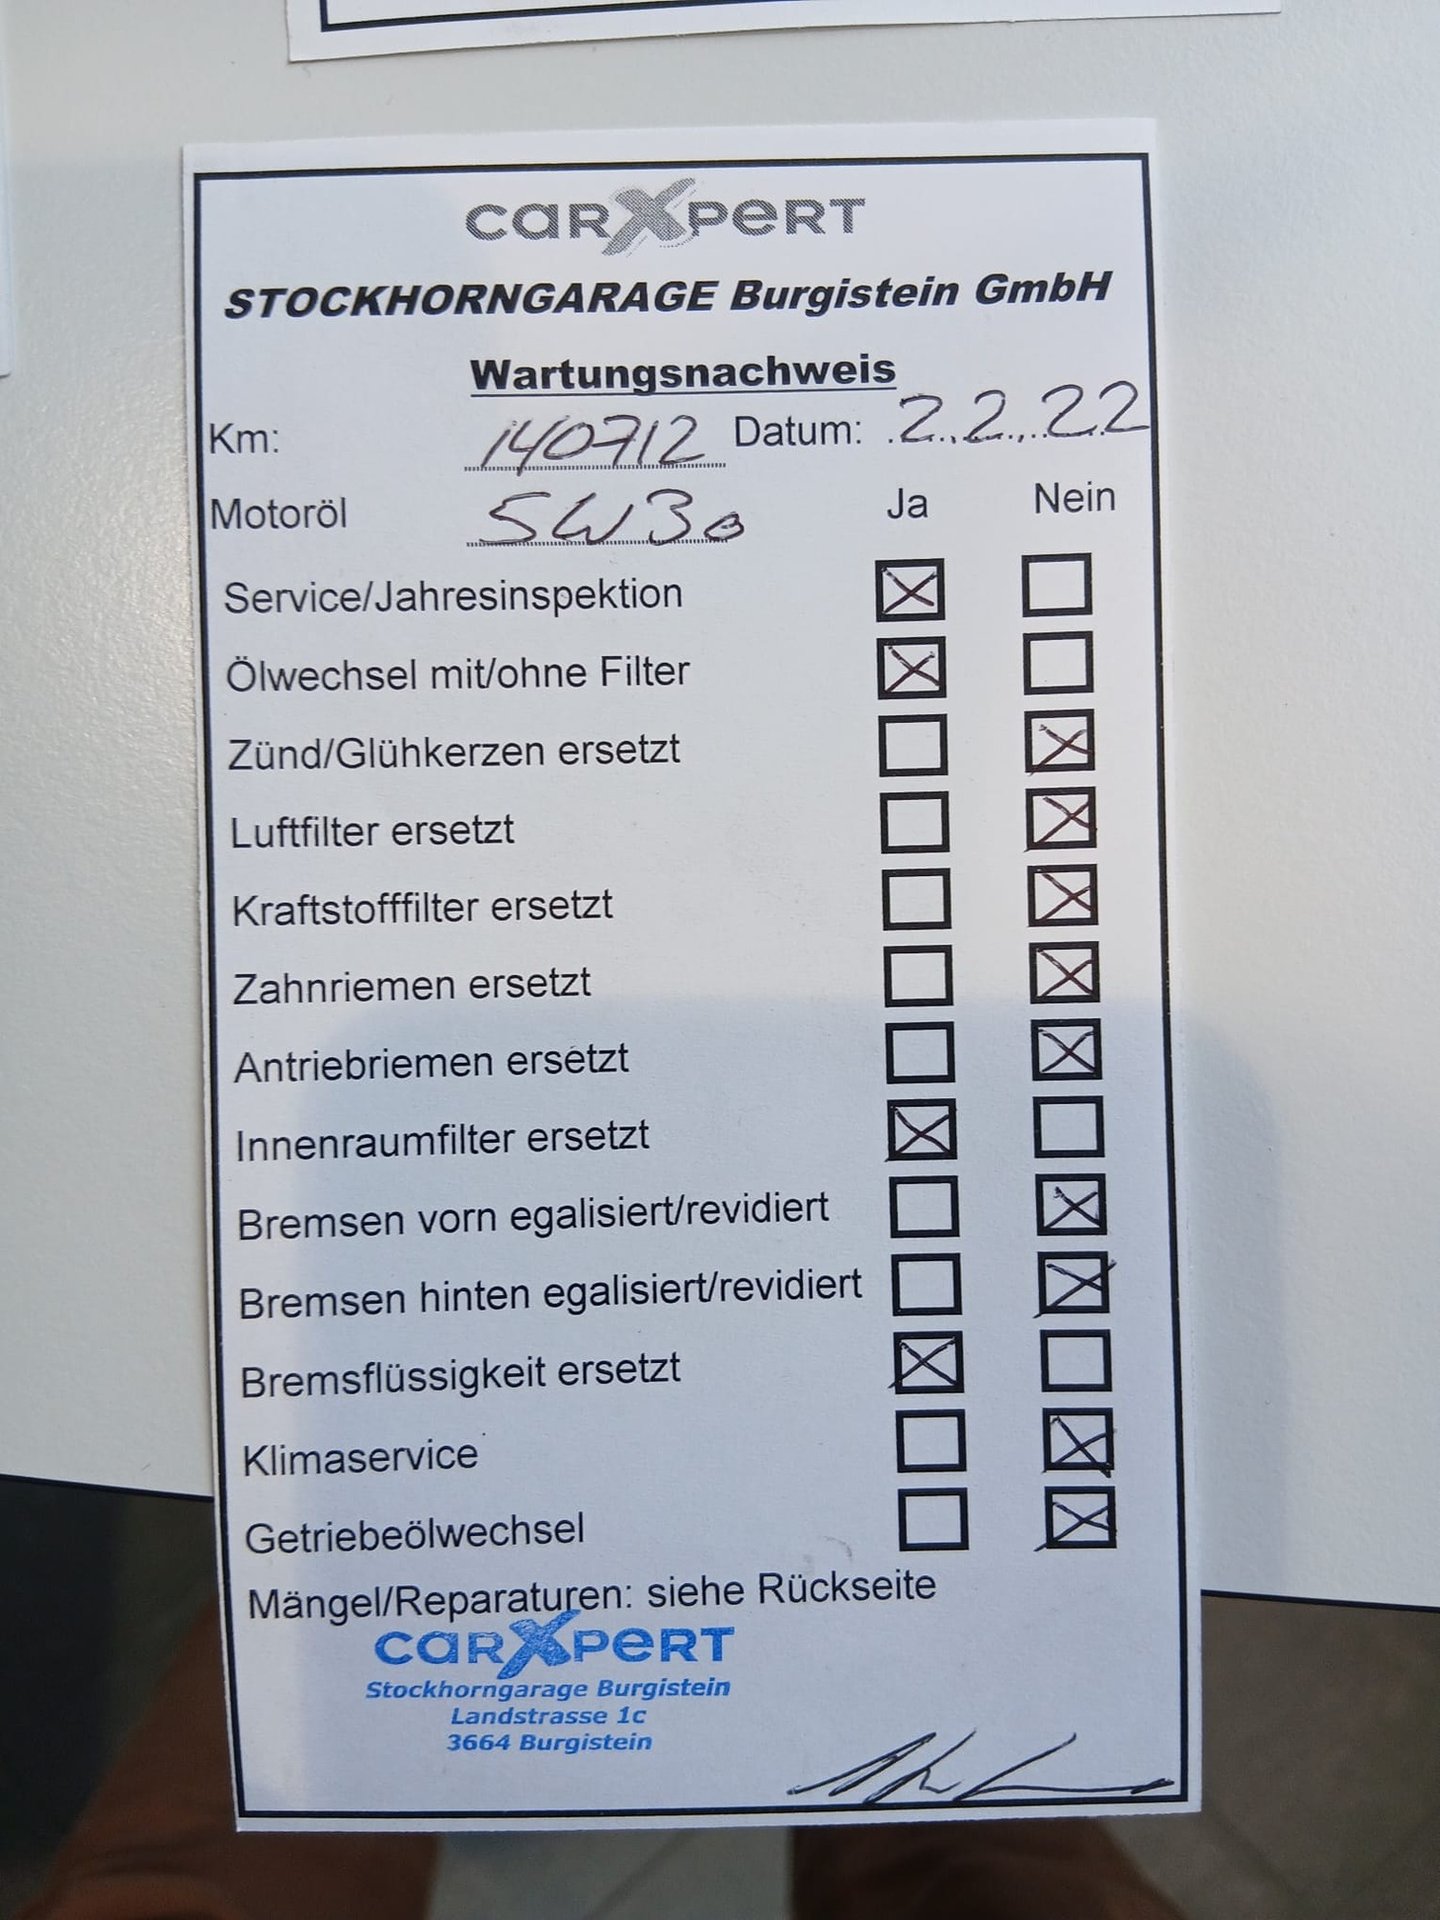 carXpert
STOCKHORNGARAGE Burgistein GmbH
Wartungsnachweis
Km: 140712 Datum: 2.2.22
Motoröl 5W30 Ja Nein
Service/Jahresinspektion
Ölwechsel mit/ohne Filter
Zünd/Glühkerzen ersetzt
Luftfilter ersetzt
Kraftstofffilter ersetzt
Zahnriemen ersetzt
Antriebriemen ersetzt
Innenraumfilter ersetzt
Bremsen vorn egalisiert/revidiert
Bremsen hinten egalisiert/revidiert
Bremsflüssigkeit ersetzt
Klimaservice
Getriebeölwechsel
Mängel/Reparaturen: siehe Rückseite
carXpert
Stockhorngarage Burgistein
Landstrasse 1c
3664 Burgistein